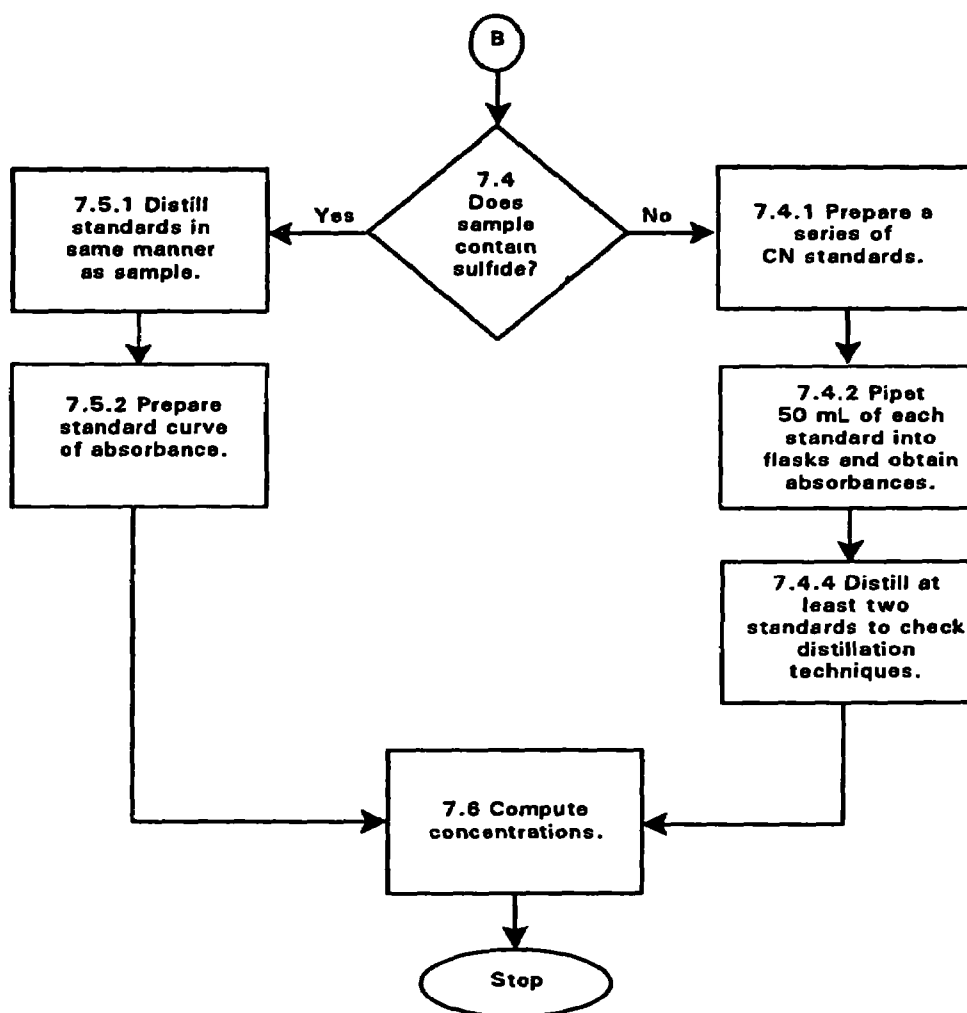 B
7.4
Does
sample
contain
sulfide?
Yes
No
7.5.1 Distill
standards in
same manner
as sample.
7.5.2 Prepare
standard curve
of absorbance.
7.4.1 Prepare a
series of
CN standards.
7.4.2 Pipet
50 mL of each
standard into
flasks and obtain
absorbances.
7.4.4 Distill at
least two
standards to check
distillation
techniques.
7.6 Compute
concentrations.
Stop